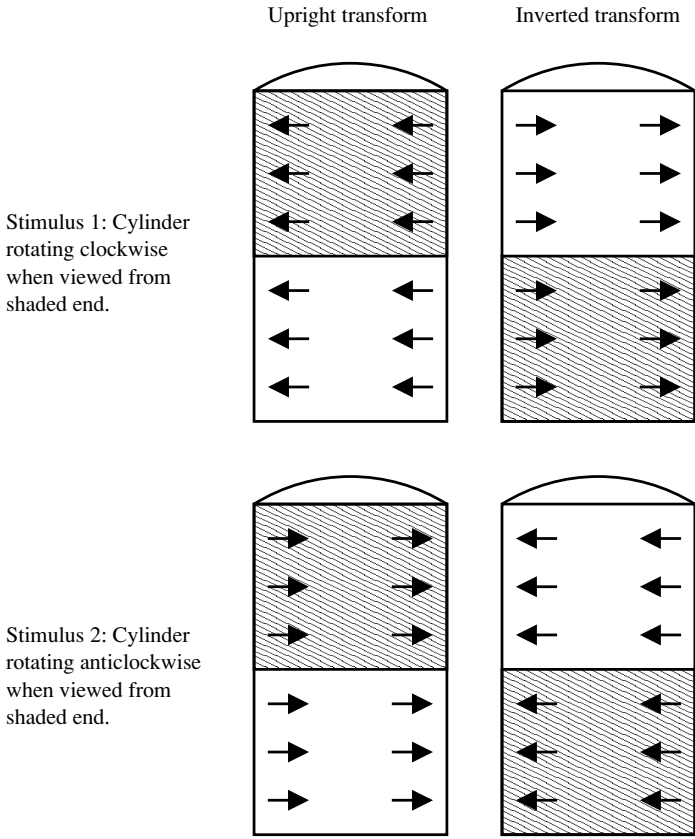 Upright transform
Inverted transform
Stimulus 1: Cylinder
rotating clockwise
when viewed from
shaded end.
Stimulus 2: Cylinder
rotating anticlockwise
when viewed from
shaded end.